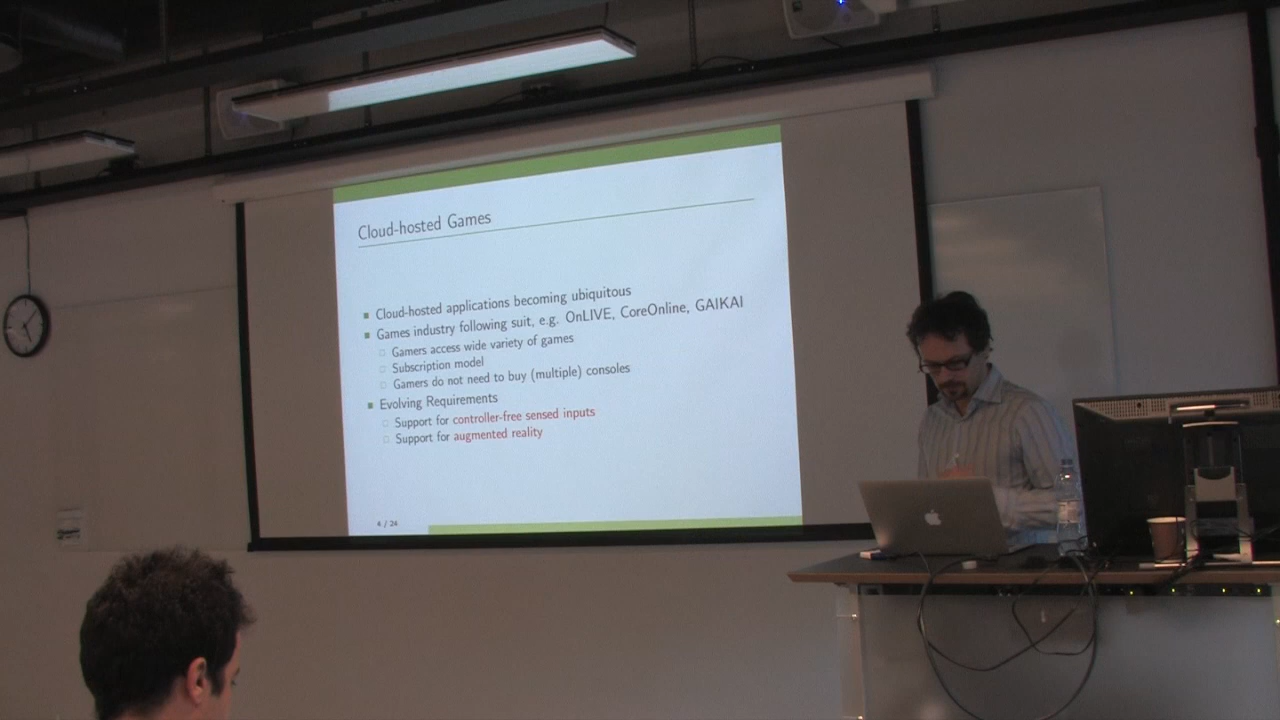 Cloud-hosted Games
Cloud-hosted applications becoming ubiquitous
Games industry following suit, e.g. OnLIVE, CoreOnline, GAIKAI
Gamers access wide variety of games
Subscription model
Gamers do not need to buy (multiple) consoles
Evolving Requirements
Support for controller-free sensed inputs
Support for augmented reality
4 / 24